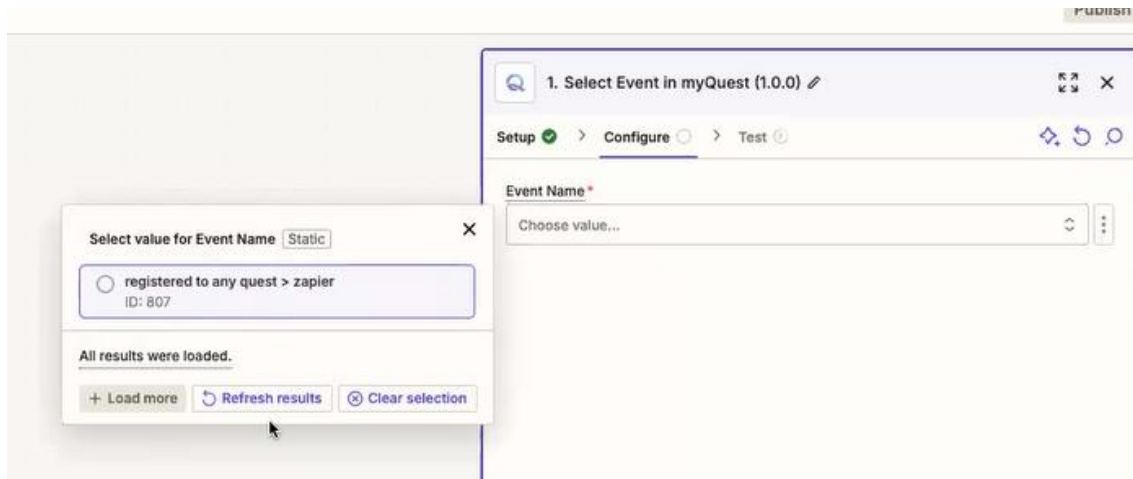 Publish
1. Select Event in myQuest (1.0.0)
Setup > Configure > Test
Event Name *
Choose value...
Select value for Event Name Static
registered to any quest > zapier
ID: 807
All results were loaded.
+ Load more Refresh results Clear selection